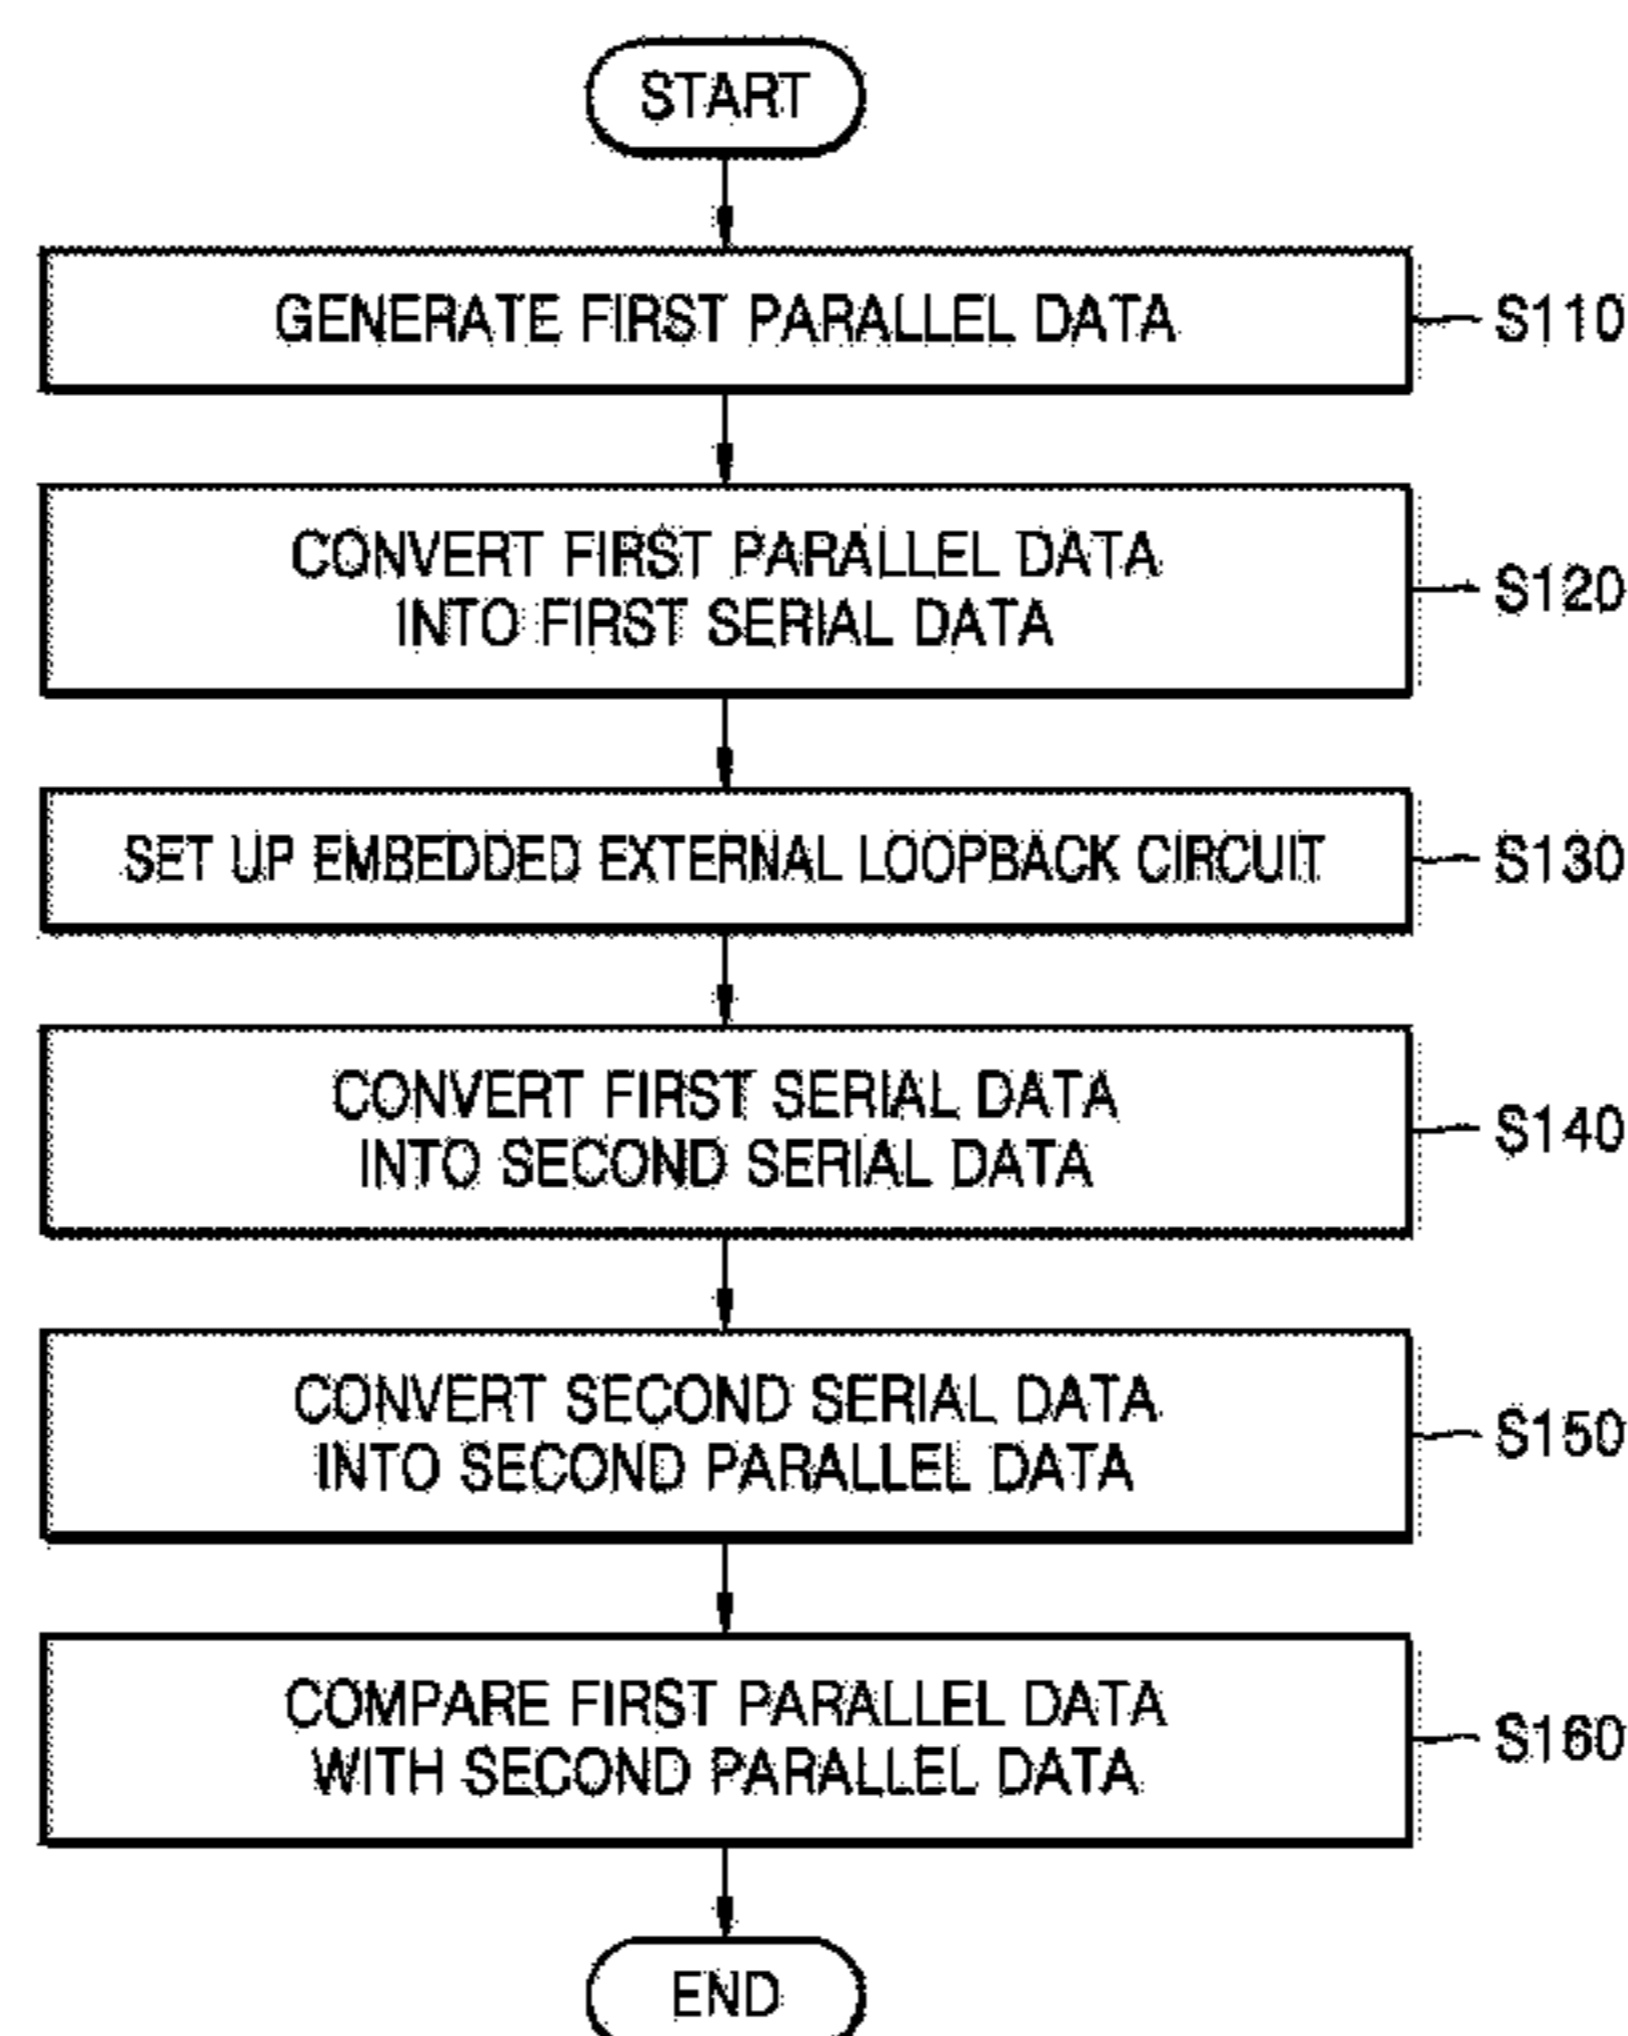 START
GENERATE FIRST PARALLEL DATA
S110
CONVERT FIRST PARALLEL DATA
INTO FIRST SERIAL DATA
S120
SET UP EMBEDDED EXTERNAL LOOPBACK CIRCUIT
S130
CONVERT FIRST SERIAL DATA
INTO SECOND SERIAL DATA
S140
CONVERT SECOND SERIAL DATA
INTO SECOND PARALLEL DATA
S150
COMPARE FIRST PARALLEL DATA
WITH SECOND PARALLEL DATA
S160
END